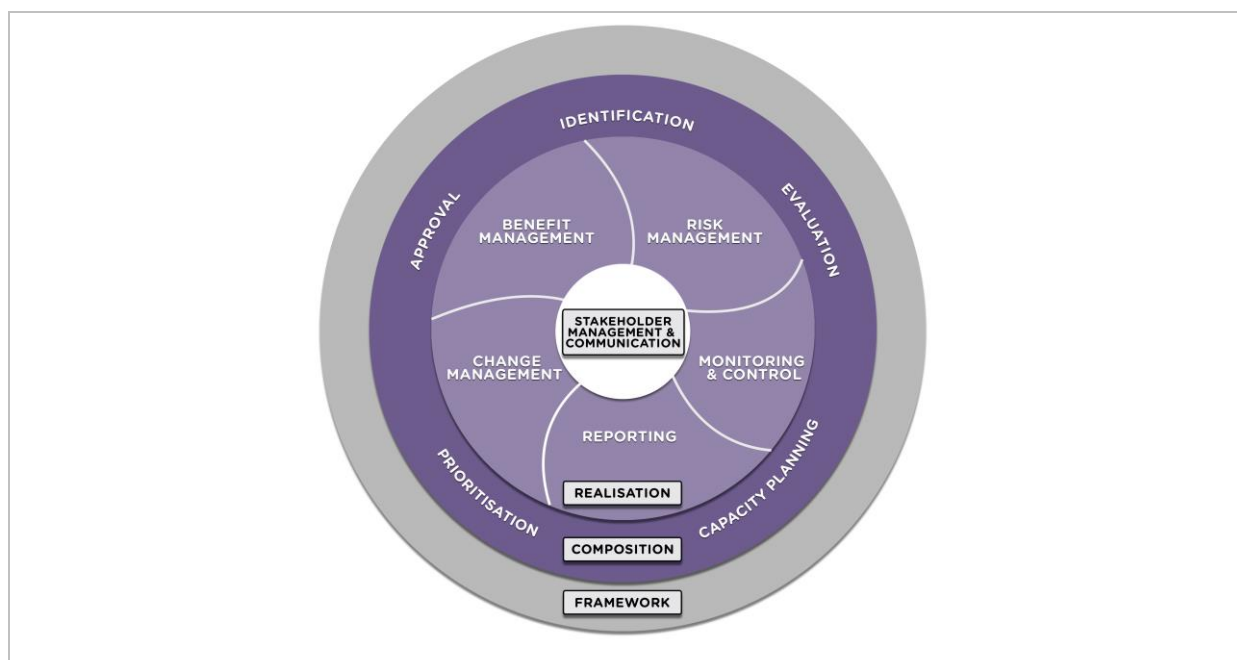 IDENTIFICATION
APPROVAL
EVALUATION
BENEFIT
MANAGEMENT
RISK
MANAGEMENT
STAKEHOLDER
MANAGEMENT &
COMMUNICATION
CHANGE
MANAGEMENT
MONITORING
& CONTROL
REPORTING
PRIORITISATION
CAPACITY PLANNING
REALISATION
COMPOSITION
FRAMEWORK